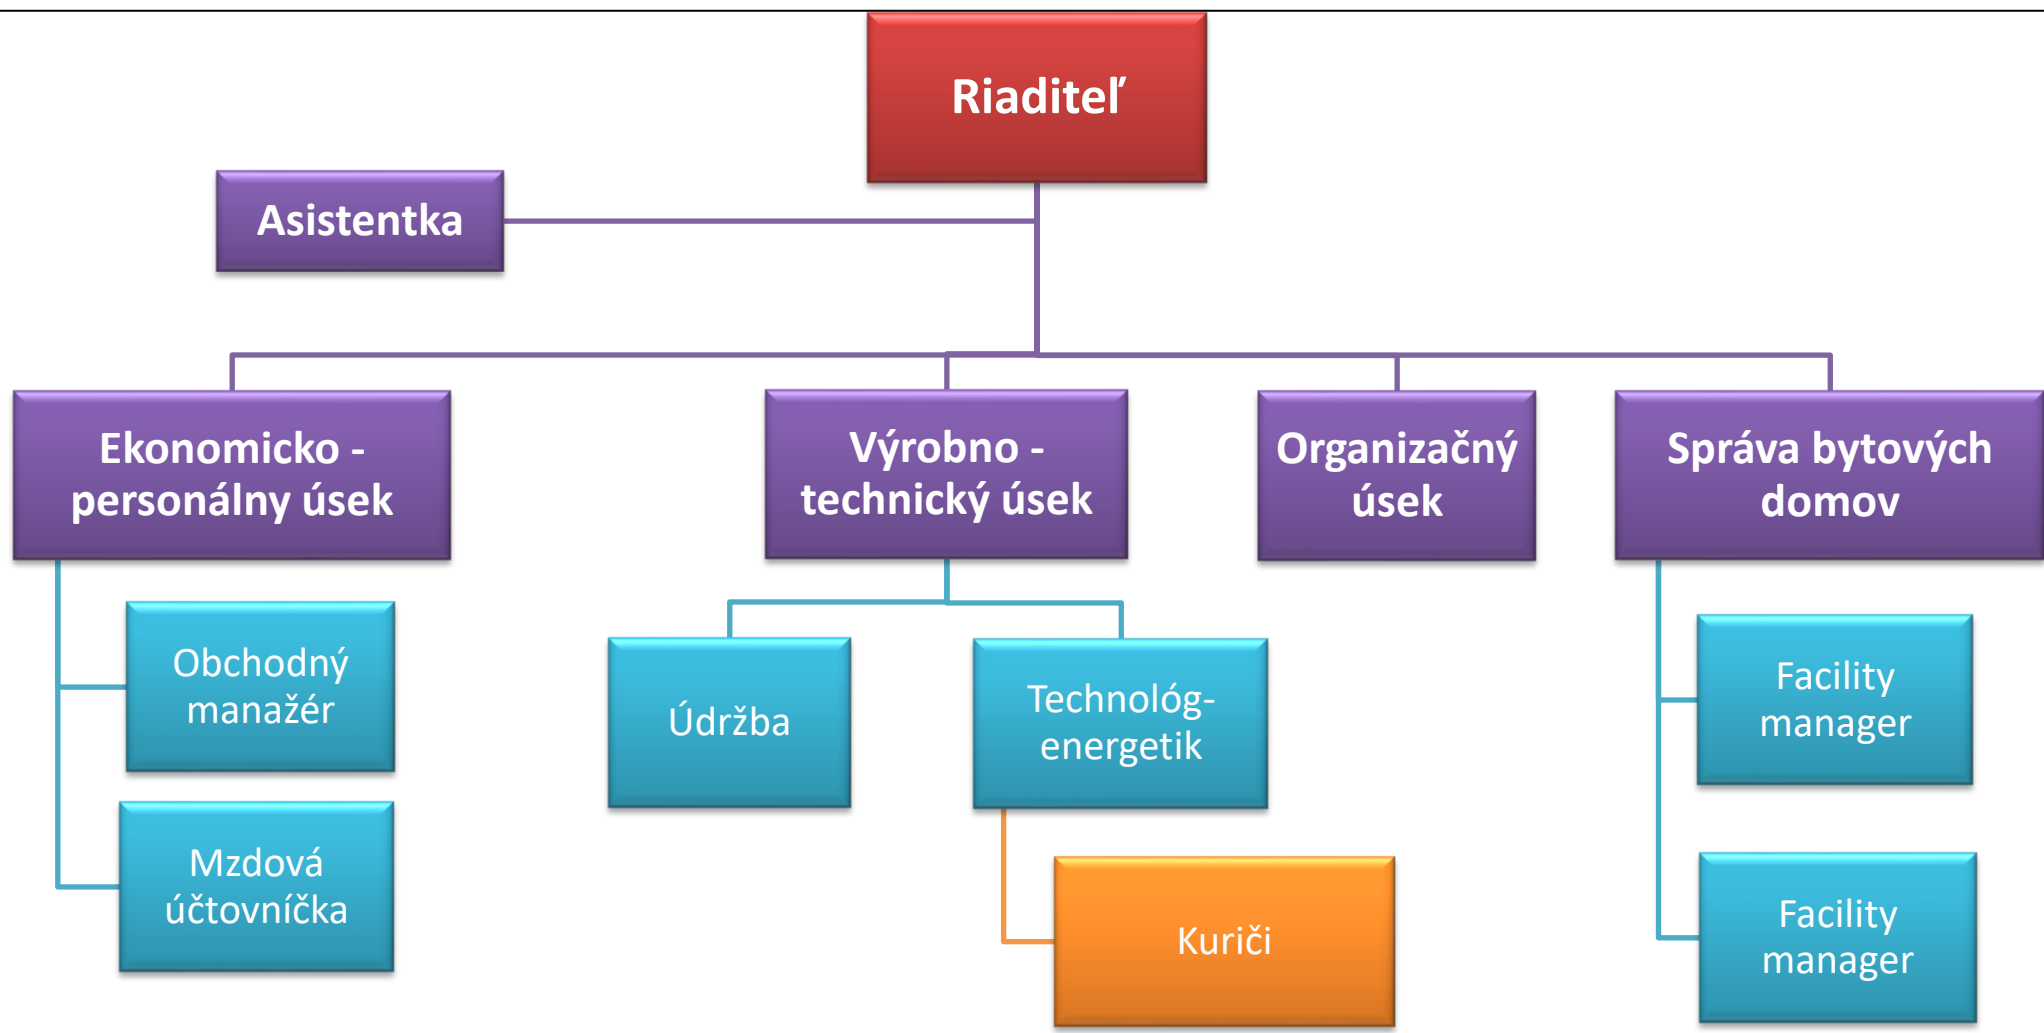 Riaditeľ
Asistentka
Ekonomicko -
personálny úsek
Výrobno -
technický úsek
Organizačný
úsek
Správa bytových
domov
Obchodný
manažér
Mzdová
účtovníčka
Údržba
Technológ-
energetik
Kuriči
Facility
manager
Facility
manager